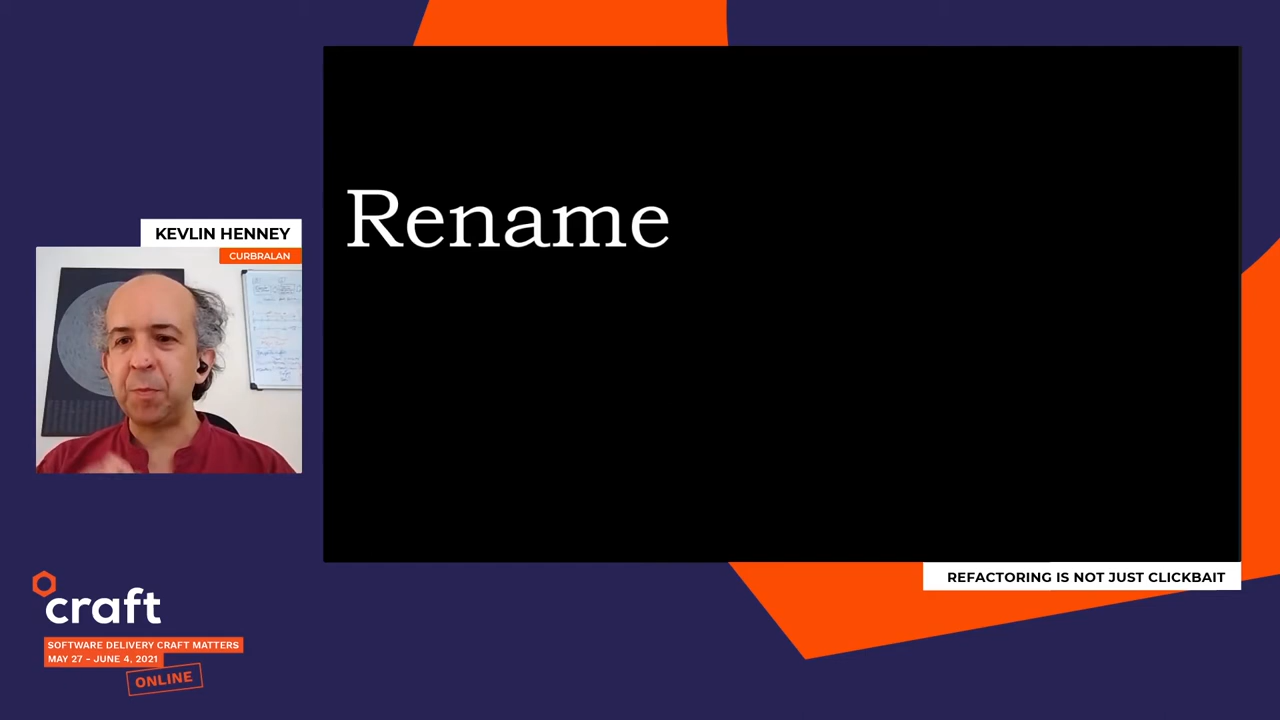 Rename
KEVLIN HENNEY
CURBRALAN
REFACTORING IS NOT JUST CLICKBAIT
craft
SOFTWARE DELIVERY CRAFT MATTERS
MAY 27 - JUNE 4, 2021
ONLINE